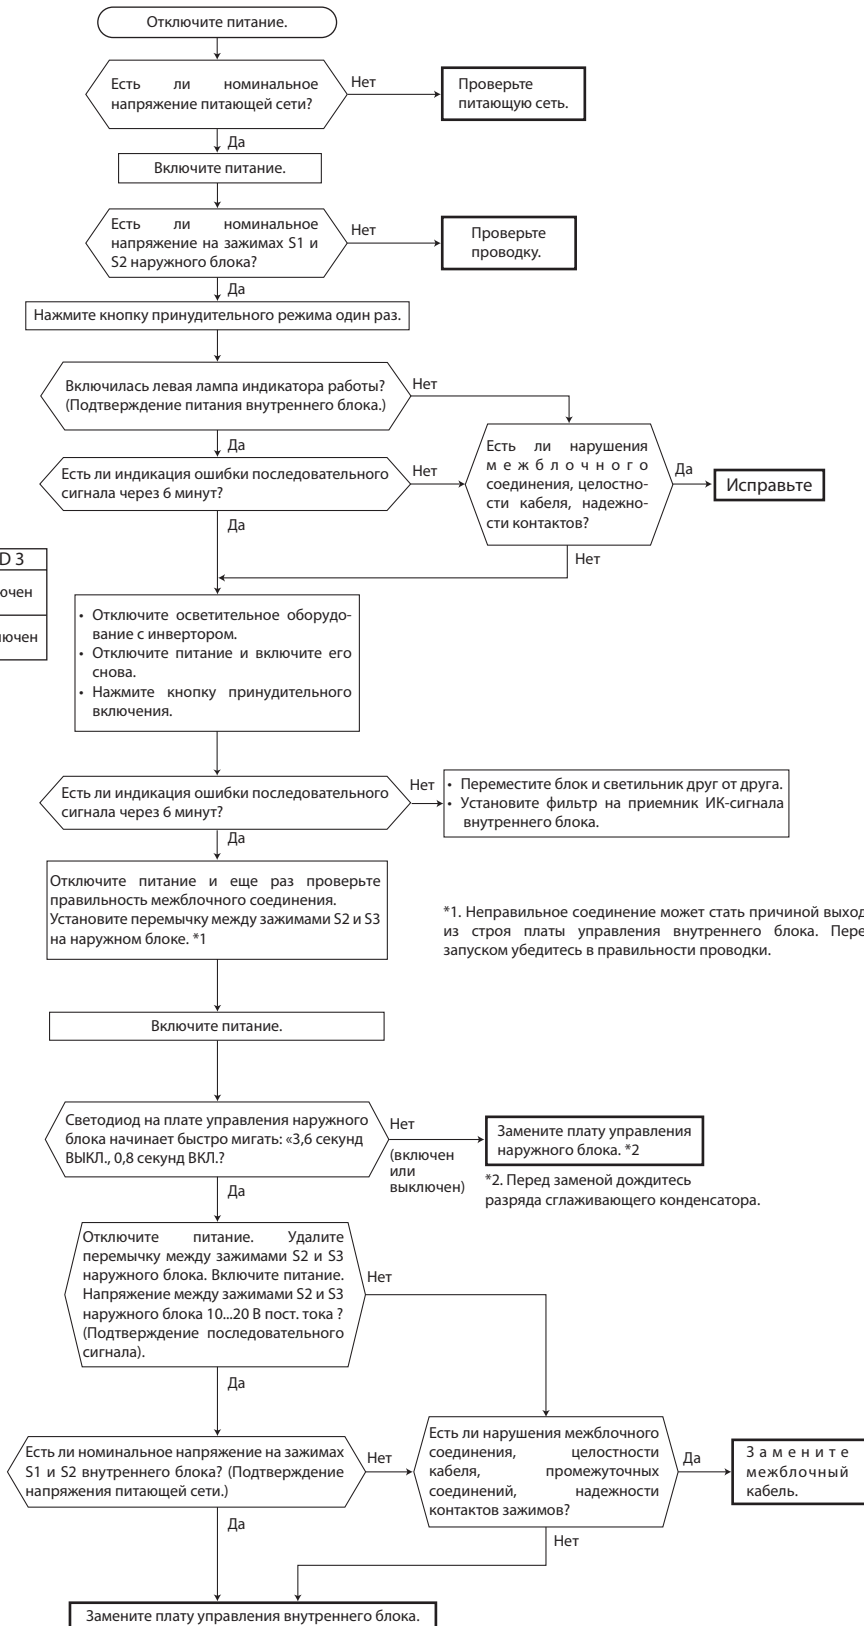 Отключите питание.
Есть ли номинальное
напряжение питающей сети?
Нет
Проверьте
питающую сеть.
Да
Включите питание.
Есть ли номинальное
напряжение на зажимах S1 и
S2 наружного блока?
Нет
Проверьте
проводку.
Да
Нажмите кнопку принудительного режима один раз.
Включилась левая лампа индикатора работы?
(Подтверждение питания внутреннего блока.)
Нет
Да
Есть ли нарушения
межблочного
соединения, целостно-
сти кабеля, надежно-
сти контактов?
Да
Исправьте
Есть ли индикация ошибки последовательного
сигнала через 6 минут?
Нет
Да
Нет
D 3
ючен
ючен
• Отключите осветительное оборудо-
вание с инвертором.
• Отключите питание и включите его
снова.
• Нажмите кнопку принудительного
включения.
Есть ли индикация ошибки последовательного
сигнала через 6 минут?
Нет
• Переместите блок и светильник друг от друга.
• Установите фильтр на приемник ИК-сигнала
внутреннего блока.
Да
Отключите питание и еще раз проверьте
правильность межблочного соединения.
Установите перемычку между зажимами S2 и S3
на наружном блоке. *1
*1. Неправильное соединение может стать причиной выход
из строя платы управления внутреннего блока. Пере
запуском убедитесь в правильности проводки.
Включите питание.
Светодиод на плате управления наружного
блока начинает быстро мигать: «3,6 секунд
ВЫКЛ., 0,8 секунд ВКЛ.?
Нет
(включен
или
выключен)
Замените плату управления
наружного блока. *2
*2. Перед заменой дождитесь
разряда сглаживающего конденсатора.
Да
Отключите питание. Удалите
перемычку между зажимами S2 и S3
наружного блока. Включите питание.
Напряжение между зажимами S2 и S3
наружного блока 10...20 В пост. тока ?
(Подтверждение последовательного
сигнала).
Нет
Да
Есть ли номинальное напряжение на зажимах
S1 и S2 внутреннего блока? (Подтверждение
напряжения питающей сети.)
Нет
Есть ли нарушения межблочного
соединения, целостности
кабеля, промежуточных
соединений, надежности
контактов зажимов?
Да
Замените
межблочный
кабель.
Да
Нет
Замените плату управления внутреннего блока.